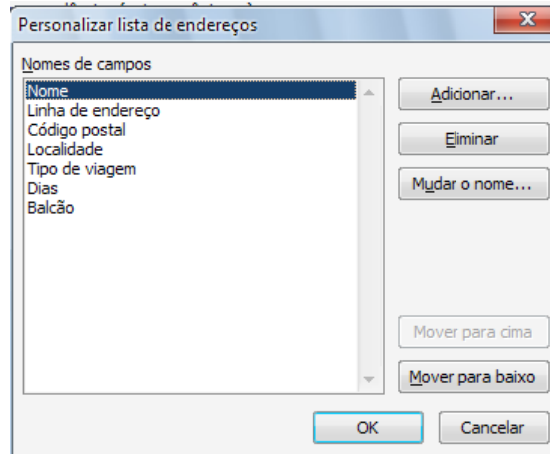 Personalizar lista de endereços
Nomes de campos
Nome
Linha de endereço
Código postal
Localidade
Tipo de viagem
Dias
Balcão
Adicionar...
Eliminar
Mudar o nome...
Mover para cima
Mover para baixo
OK
Cancelar